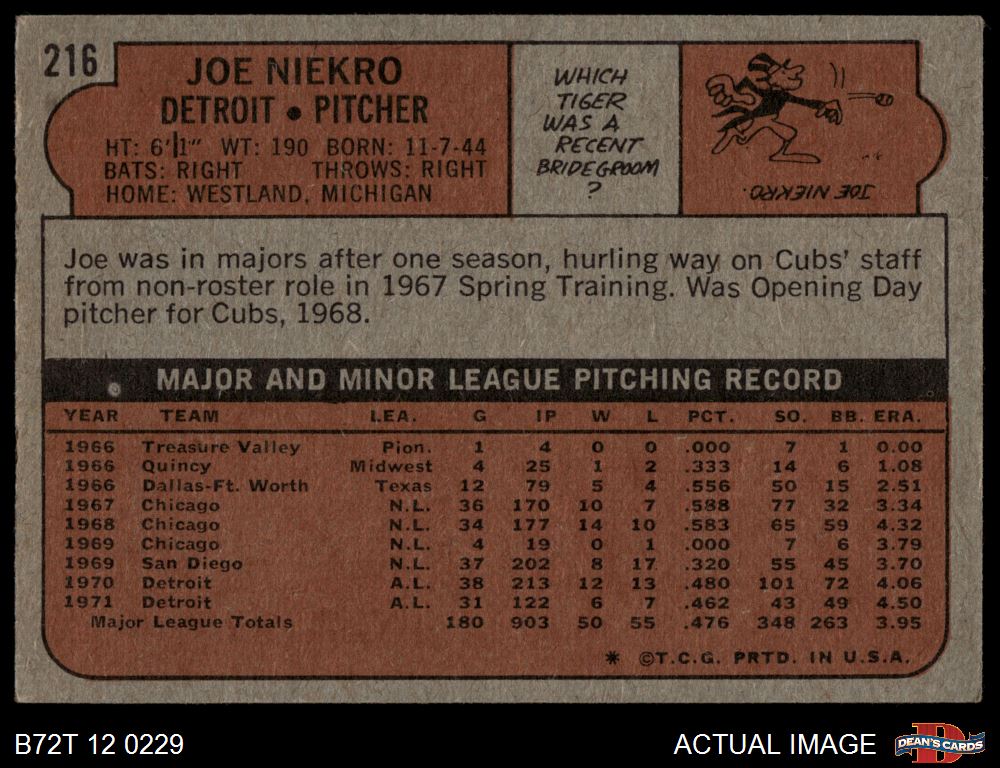 216
JOE NIEKRO
DETROIT • PITCHER
HT: 6'1" WT: 190 BORN: 11-7-44
BATS: RIGHT THROWS: RIGHT
HOME: WESTLAND, MICHIGAN
WHICH
TIGER
WAS A
RECENT
BRIDEGROOM
?
JOE NIEKRO.
Joe was in majors after one season, hurling way on Cubs' staff
from non-roster role in 1967 Spring Training. Was Opening Day
pitcher for Cubs, 1968.
MAJOR AND MINOR LEAGUE PITCHING RECORD
YEAR TEAM LEA. G IP W L PCT. SO. BB. ERA.
1966 Treasure Valley Pion. 1 4 0 0 .000 7 1 0.00
1966 Quincy Midwest 4 25 1 2 .333 14 6 1.08
1966 Dallas-Ft. Worth Texas 12 79 5 4 .556 50 15 2.51
1967 Chicago N.L. 36 170 10 7 .588 77 32 3.34
1968 Chicago N.L. 34 177 14 10 .583 65 59 4.32
1969 Chicago N.L. 4 19 0 1 .000 7 6 3.79
1969 San Diego N.L. 37 202 8 17 .320 55 45 3.70
1970 Detroit A.L. 38 213 12 13 .480 101 72 4.06
1971 Detroit A.L. 31 122 6 7 .462 43 49 4.50
Major League Totals 180 903 50 55 .476 348 263 3.95
* ©T.C.G. PRTD. IN U.S.A.
B72T 12 0229
ACTUAL IMAGE
DEAN'S CARDS